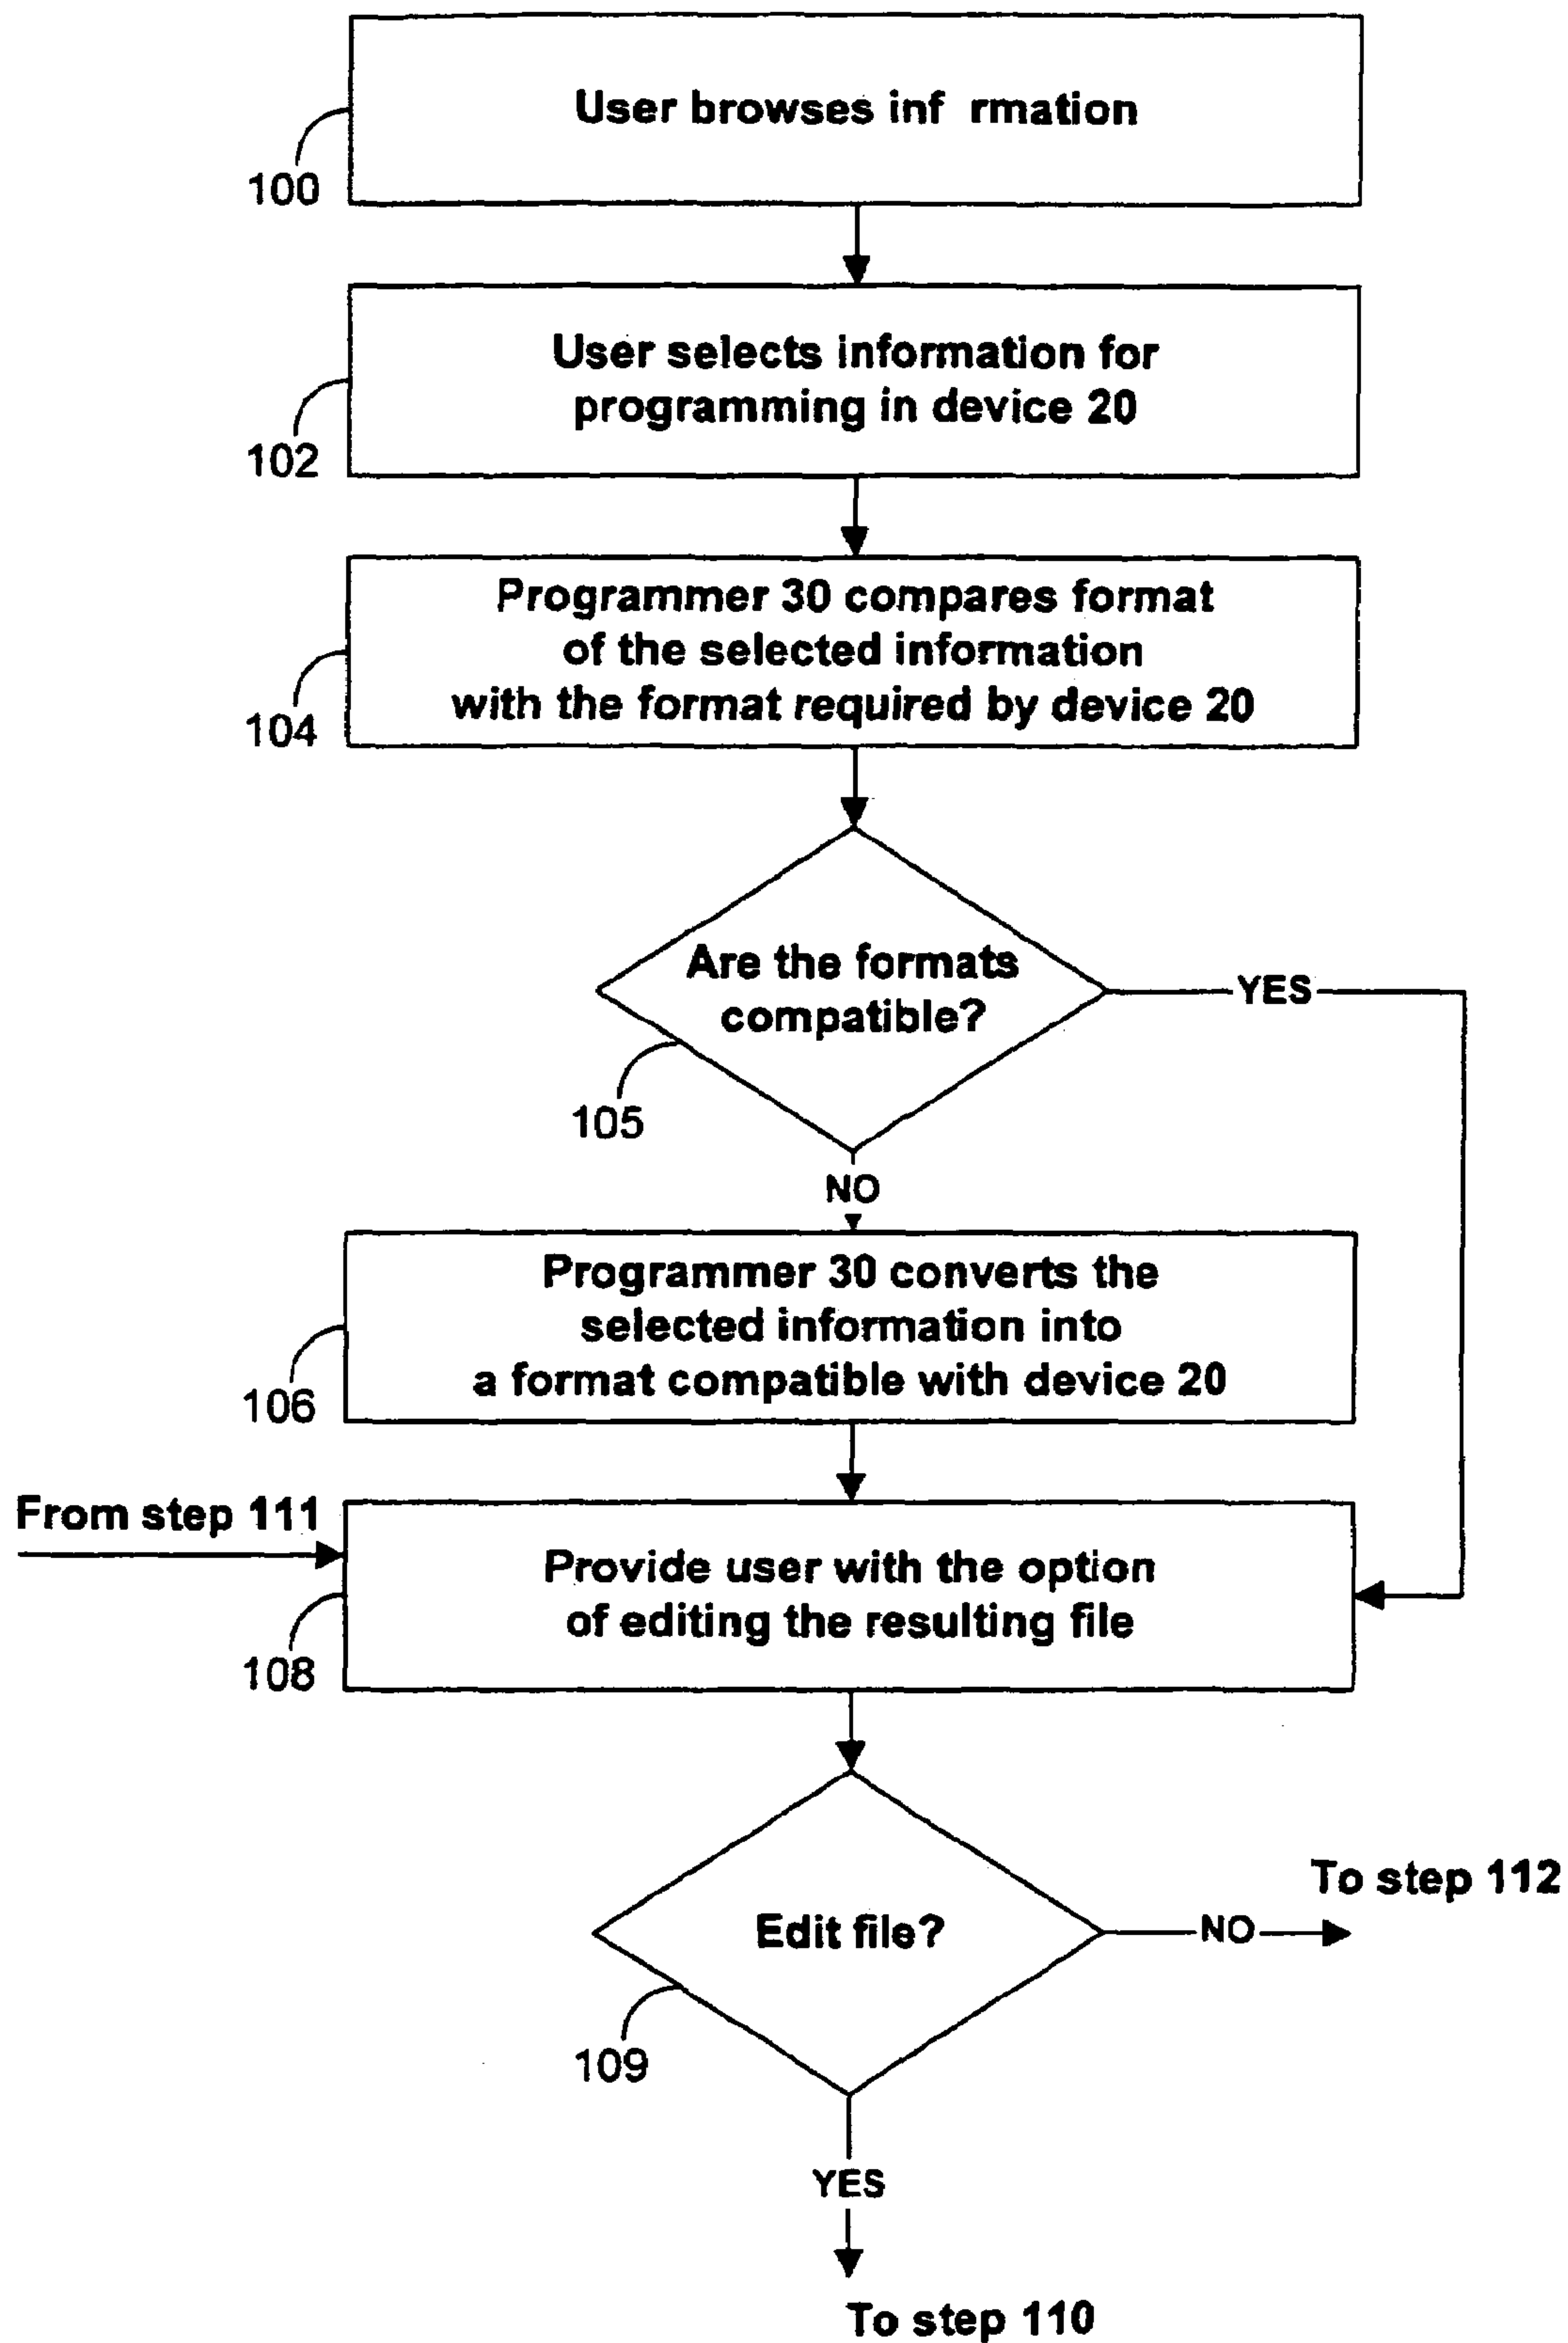 User browses inf rmation
100
User selects information for
programming in device 20
102
Programmer 30 compares format
of the selected information
with the format required by device 20
104
Are the formats
compatible?
YES
105
NO
Programmer 30 converts the
selected information into
a format compatible with device 20
106
From step 111
Provide user with the option
of editing the resulting file
108
To step 112
Edit file?
NO
109
YES
To step 110